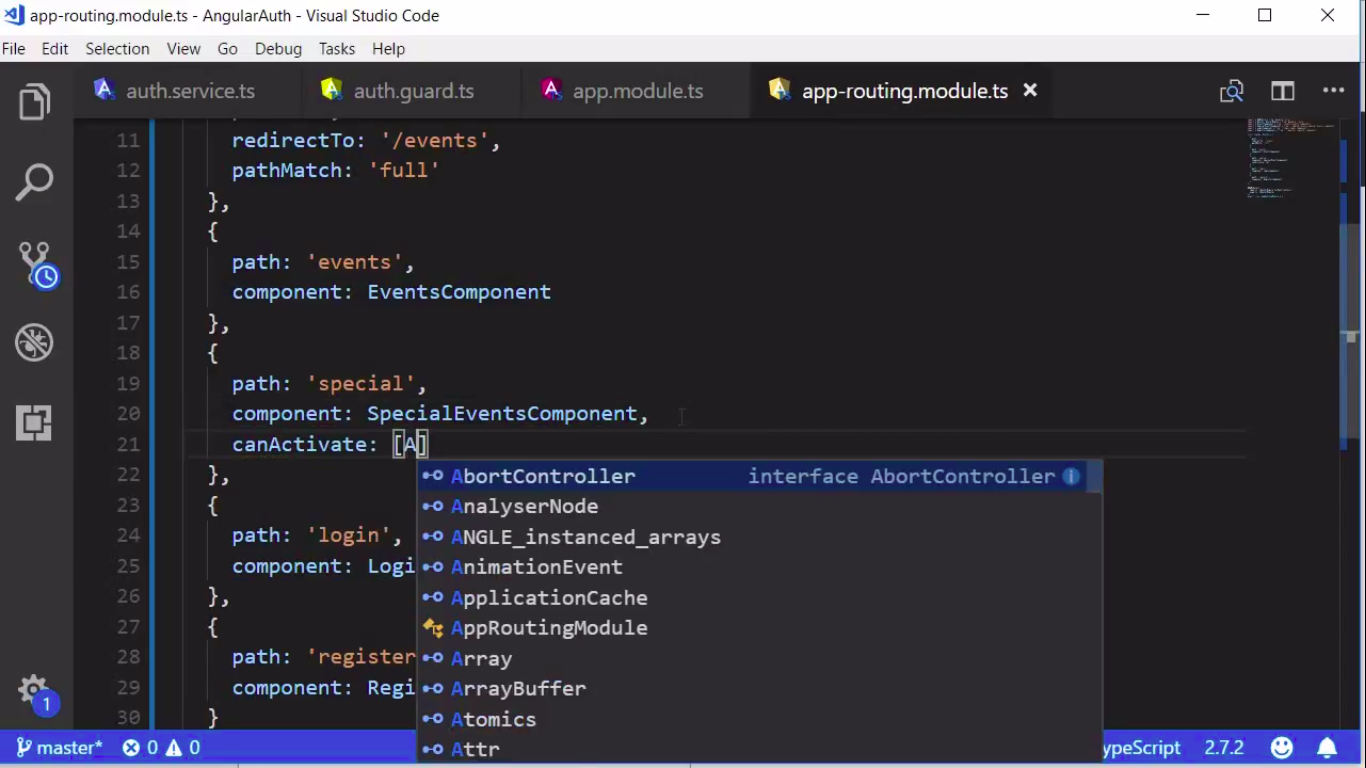 app-routing.module.ts - AngularAuth - Visual Studio Code
File Edit Selection View Go Debug Tasks Help
auth.service.ts auth.guard.ts app.module.ts app-routing.module.ts
11 redirectTo: '/events',
12 pathMatch: 'full'
13 },
14 {
15 path: 'events',
16 component: EventsComponent
17 },
18 {
19 path: 'special',
20 component: SpecialEventsComponent,
21 canActivate: [A]
22 },
AbortController interface AbortController
23 {
AnalyserNode
24 path: 'login',
ANGLE_instanced_arrays
25 component: Logi
AnimationEvent
26 },
ApplicationCache
27 {
AppRoutingModule
28 path: 'register
Array
29 component: Regi
ArrayBuffer
30 }
Atomics
Attr
1
master* 0 0 ypeScript 2.7.2